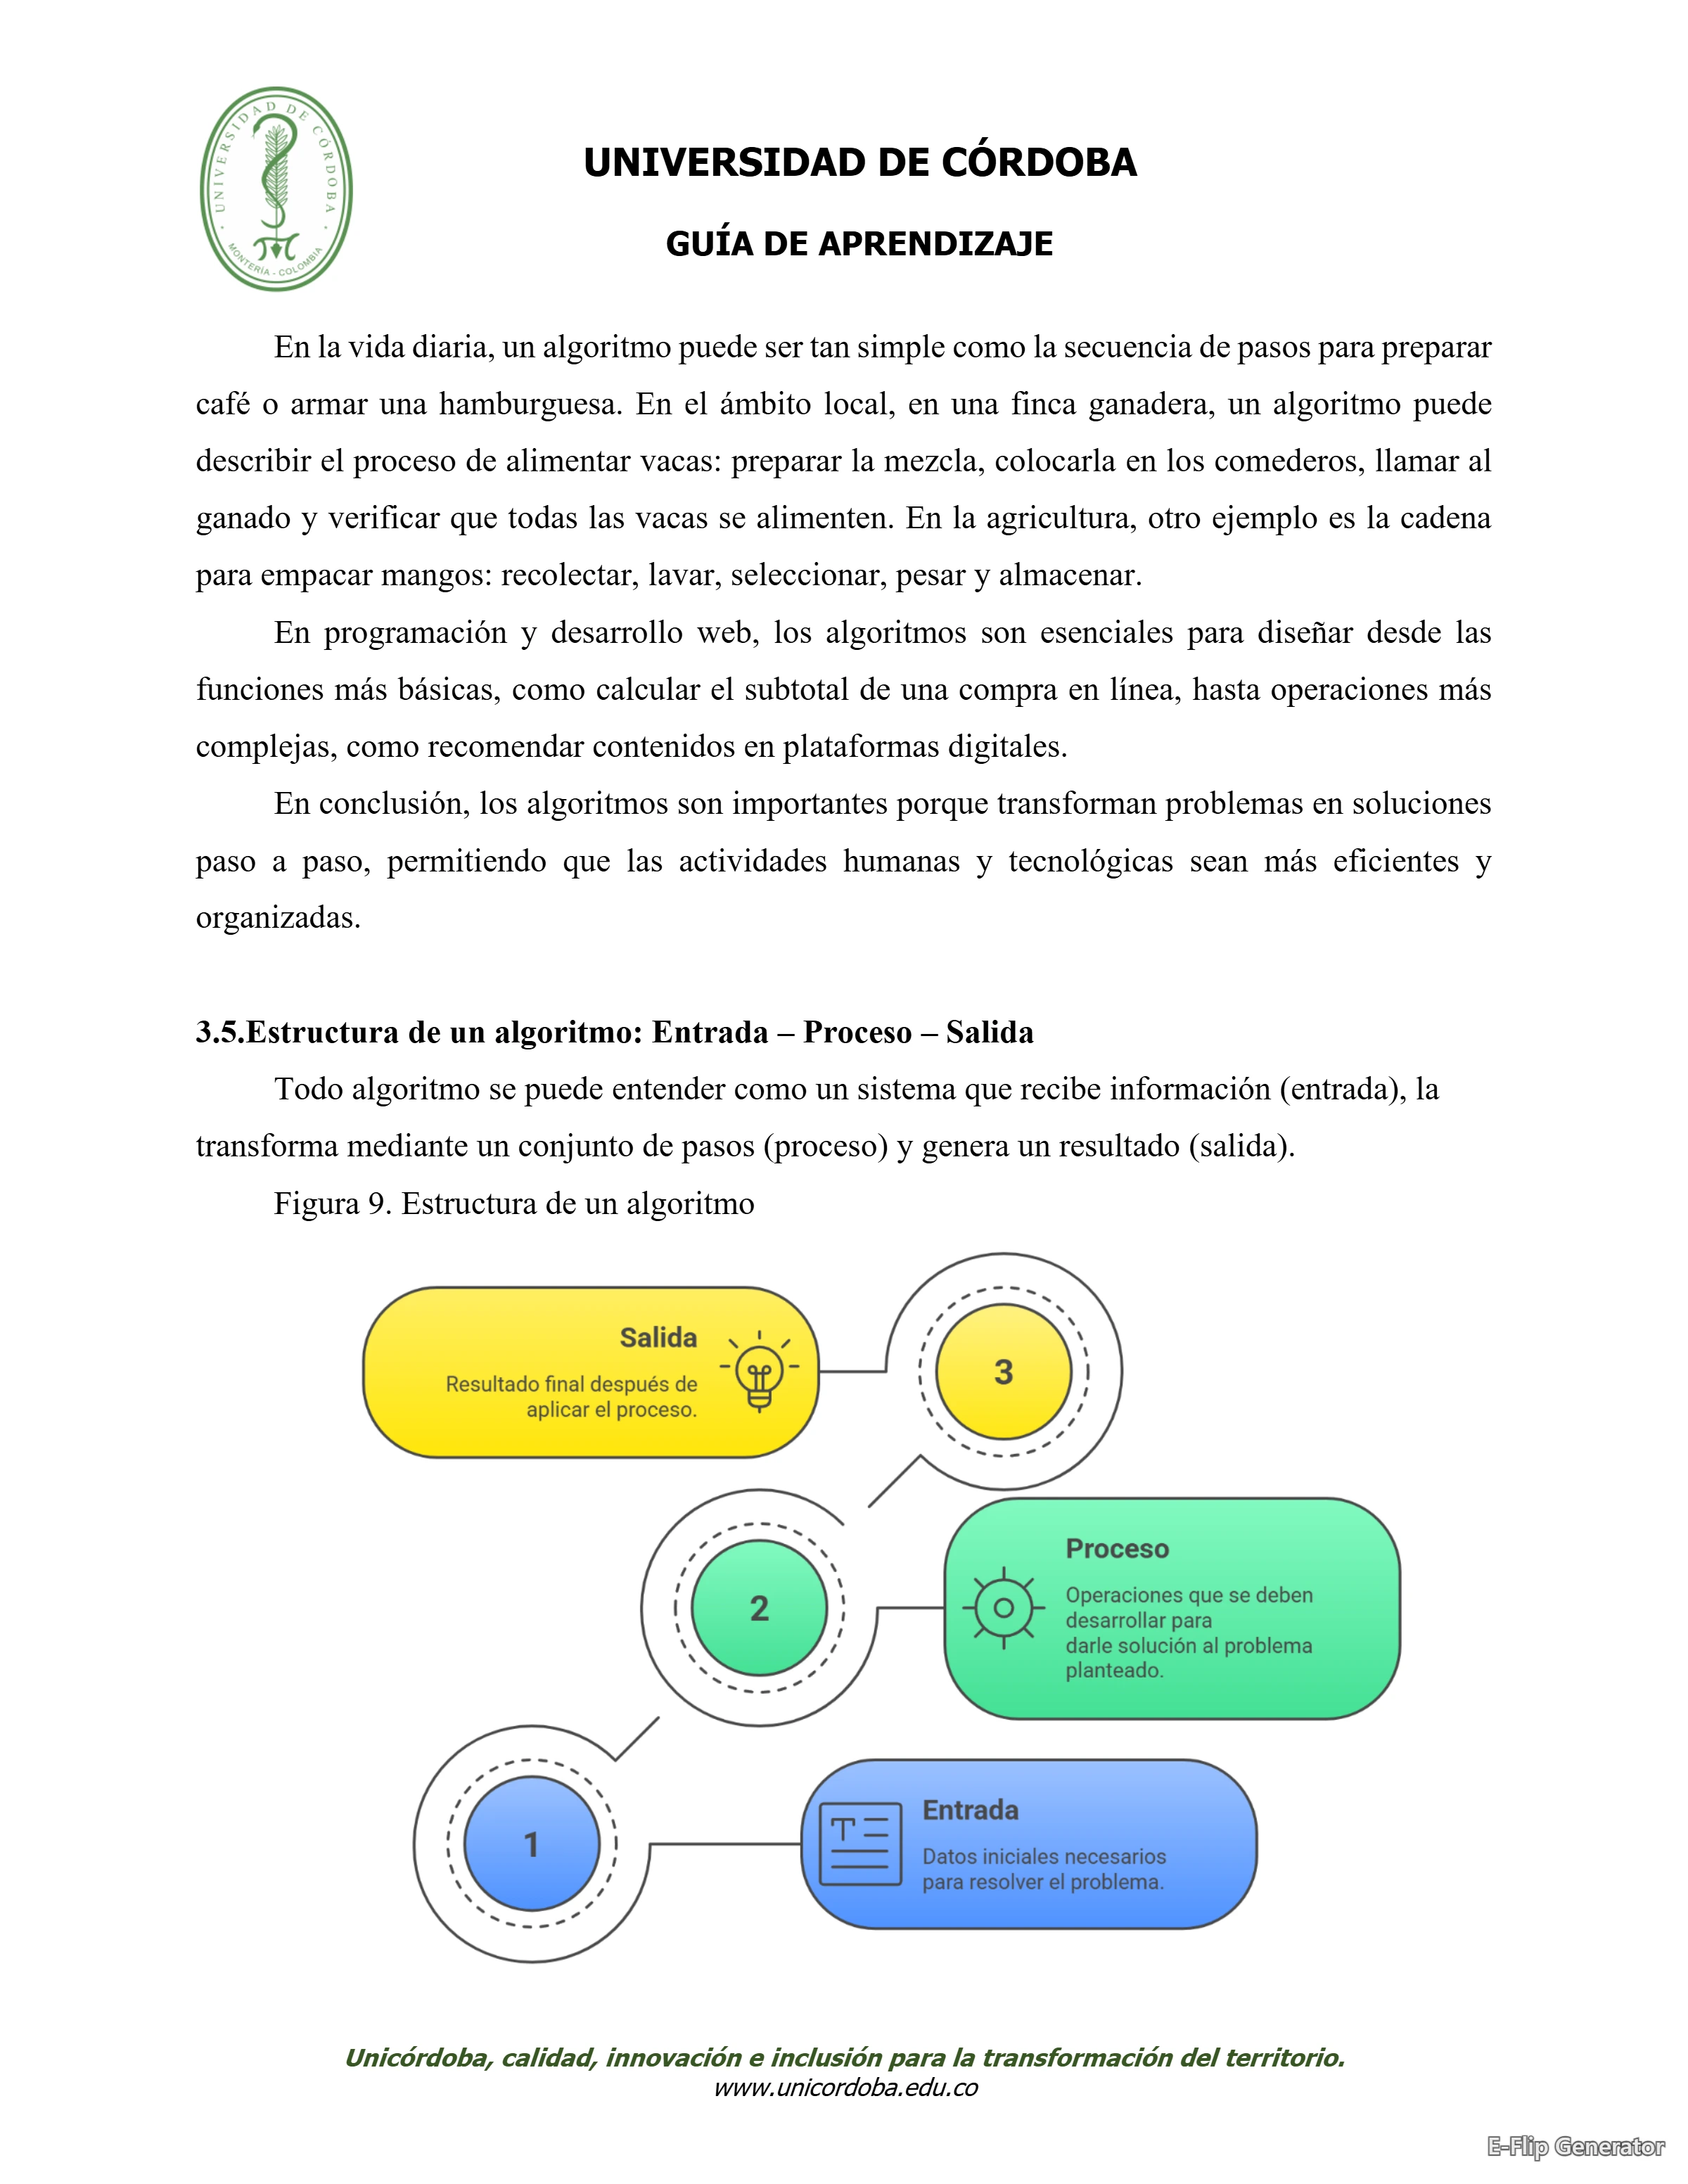 UNIVERSIDAD DE CÓRDOBA
MONTERÍA - COLOMBIA
UNIVERSIDAD DE CÓRDOBA
GUÍA DE APRENDIZAJE
En la vida diaria, un algoritmo puede ser tan simple como la secuencia de pasos para preparar
café o armar una hamburguesa. En el ámbito local, en una finca ganadera, un algoritmo puede
describir el proceso de alimentar vacas: preparar la mezcla, colocarla en los comederos, llamar al
ganado y verificar que todas las vacas se alimenten. En la agricultura, otro ejemplo es la cadena
para empacar mangos: recolectar, lavar, seleccionar, pesar y almacenar.
En programación y desarrollo web, los algoritmos son esenciales para diseñar desde las
funciones más básicas, como calcular el subtotal de una compra en línea, hasta operaciones más
complejas, como recomendar contenidos en plataformas digitales.
En conclusión, los algoritmos son importantes porque transforman problemas en soluciones
paso a paso, permitiendo que las actividades humanas y tecnológicas sean más eficientes y
organizadas.
3.5.Estructura de un algoritmo: Entrada – Proceso – Salida
Todo algoritmo se puede entender como un sistema que recibe información (entrada), la
transforma mediante un conjunto de pasos (proceso) y genera un resultado (salida).
Figura 9. Estructura de un algoritmo
Salida
Resultado final después de
aplicar el proceso.
3
2
Proceso
Operaciones que se deben
desarrollar para
darle solución al problema
planteado.
1
Entrada
Datos iniciales necesarios
para resolver el problema.
Unicórdoba, calidad, innovación e inclusión para la transformación del territorio.
www.unicordoba.edu.co
E-Flip Generator